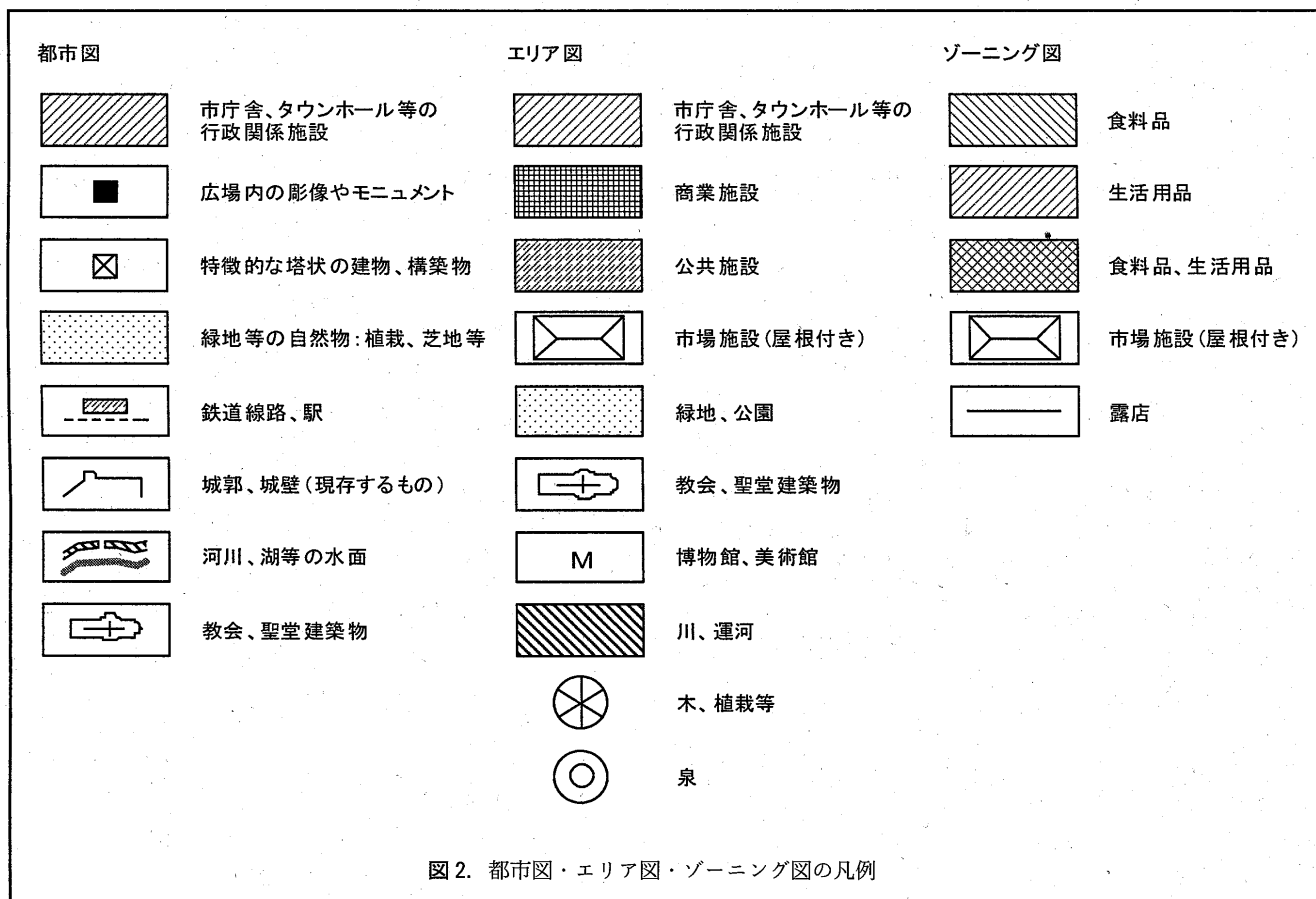 都市図
市庁舎、タウンホール等の
行政関係施設
広場内の彫像やモニュメント
特徴的な塔状の建物、構築物
緑地等の自然物:植栽、芝地等
鉄道線路、駅
城郭、城壁(現存するもの)
河川、湖等の水面
教会、聖堂建築物
エリア図
市庁舎、タウンホール等の
行政関係施設
商業施設
公共施設
市場施設(屋根付き)
緑地、公園
教会、聖堂建築物
M
博物館、美術館
川、運河
木、植栽等
泉
ゾーニング図
食料品
生活用品
食料品、生活用品
市場施設(屋根付き)
露店
図2. 都市図・エリア図・ゾーニング図の凡例